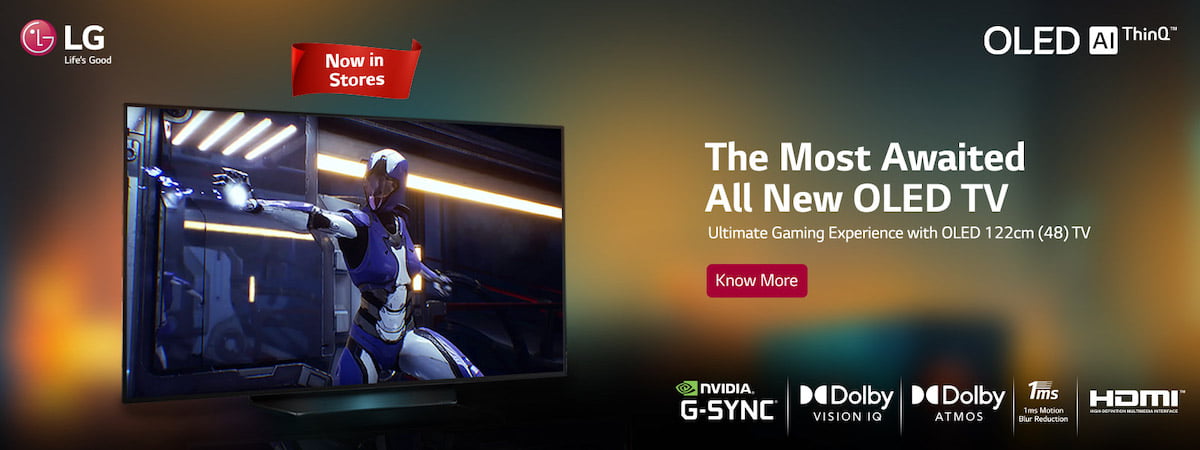 LG
Life's Good
Now in
Stores
OLED AI ThinQ™
The Most Awaited
All New OLED TV
Ultimate Gaming Experience with OLED 122cm (48) TV
Know More
NVIDIA.
G-SYNC
Dolby
VISION IQ
Dolby
ATMOS
1ms
1ms Motion
Blur Reduction
HDMI™
HIGH-DEFINITION MULTIMEDIA INTERFACE